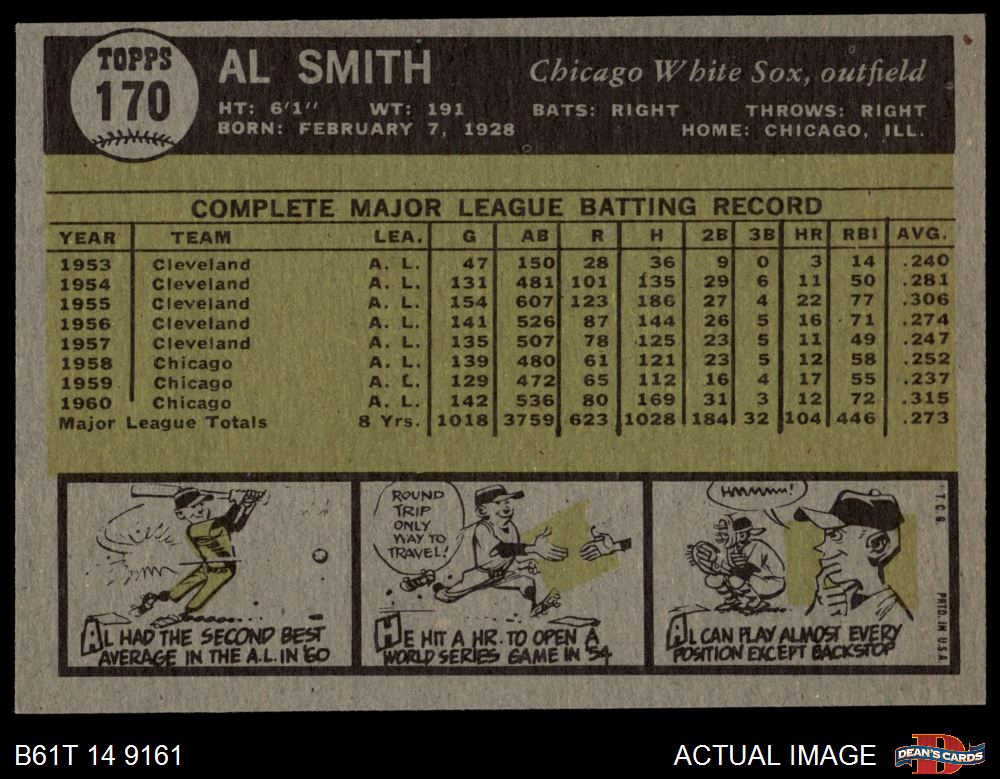 TOPPS
170
AL SMITH
Chicago White Sox, outfield
HT: 6'1" WT: 191 BATS: RIGHT THROWS: RIGHT
BORN: FEBRUARY 7, 1928 HOME: CHICAGO, ILL.
COMPLETE MAJOR LEAGUE BATTING RECORD
YEAR TEAM LEA. G AB R H 2B 3B HR RBI AVG.
1953 Cleveland A. L. 47 150 28 36 9 0 3 14 .240
1954 Cleveland A. L. 131 481 101 135 29 6 11 50 .281
1955 Cleveland A. L. 154 607 123 186 27 4 22 77 .306
1956 Cleveland A. L. 141 526 87 144 26 5 16 71 .274
1957 Cleveland A. L. 135 507 78 125 23 5 11 49 .247
1958 Chicago A. L. 139 480 61 121 23 5 12 58 .252
1959 Chicago A. L. 129 472 65 112 16 4 17 55 .237
1960 Chicago A. L. 142 536 80 169 31 3 12 72 .315
Major League Totals 8 Yrs. 1018 3759 623 1028 184 32 104 446 .273
AL HAD THE SECOND BEST
AVERAGE IN THE A.L. IN '60
ROUND
TRIP
ONLY
WAY TO
TRAVEL!
HE HIT A HR. TO OPEN A
WORLD SERIES GAME IN '54
Hmmmm!
AL CAN PLAY ALMOST EVERY
POSITION EXCEPT BACKSTOP
T. C. G.
PRTD. IN U.S.A.
B61T 14 9161
ACTUAL IMAGE
DEAN'S CARDS